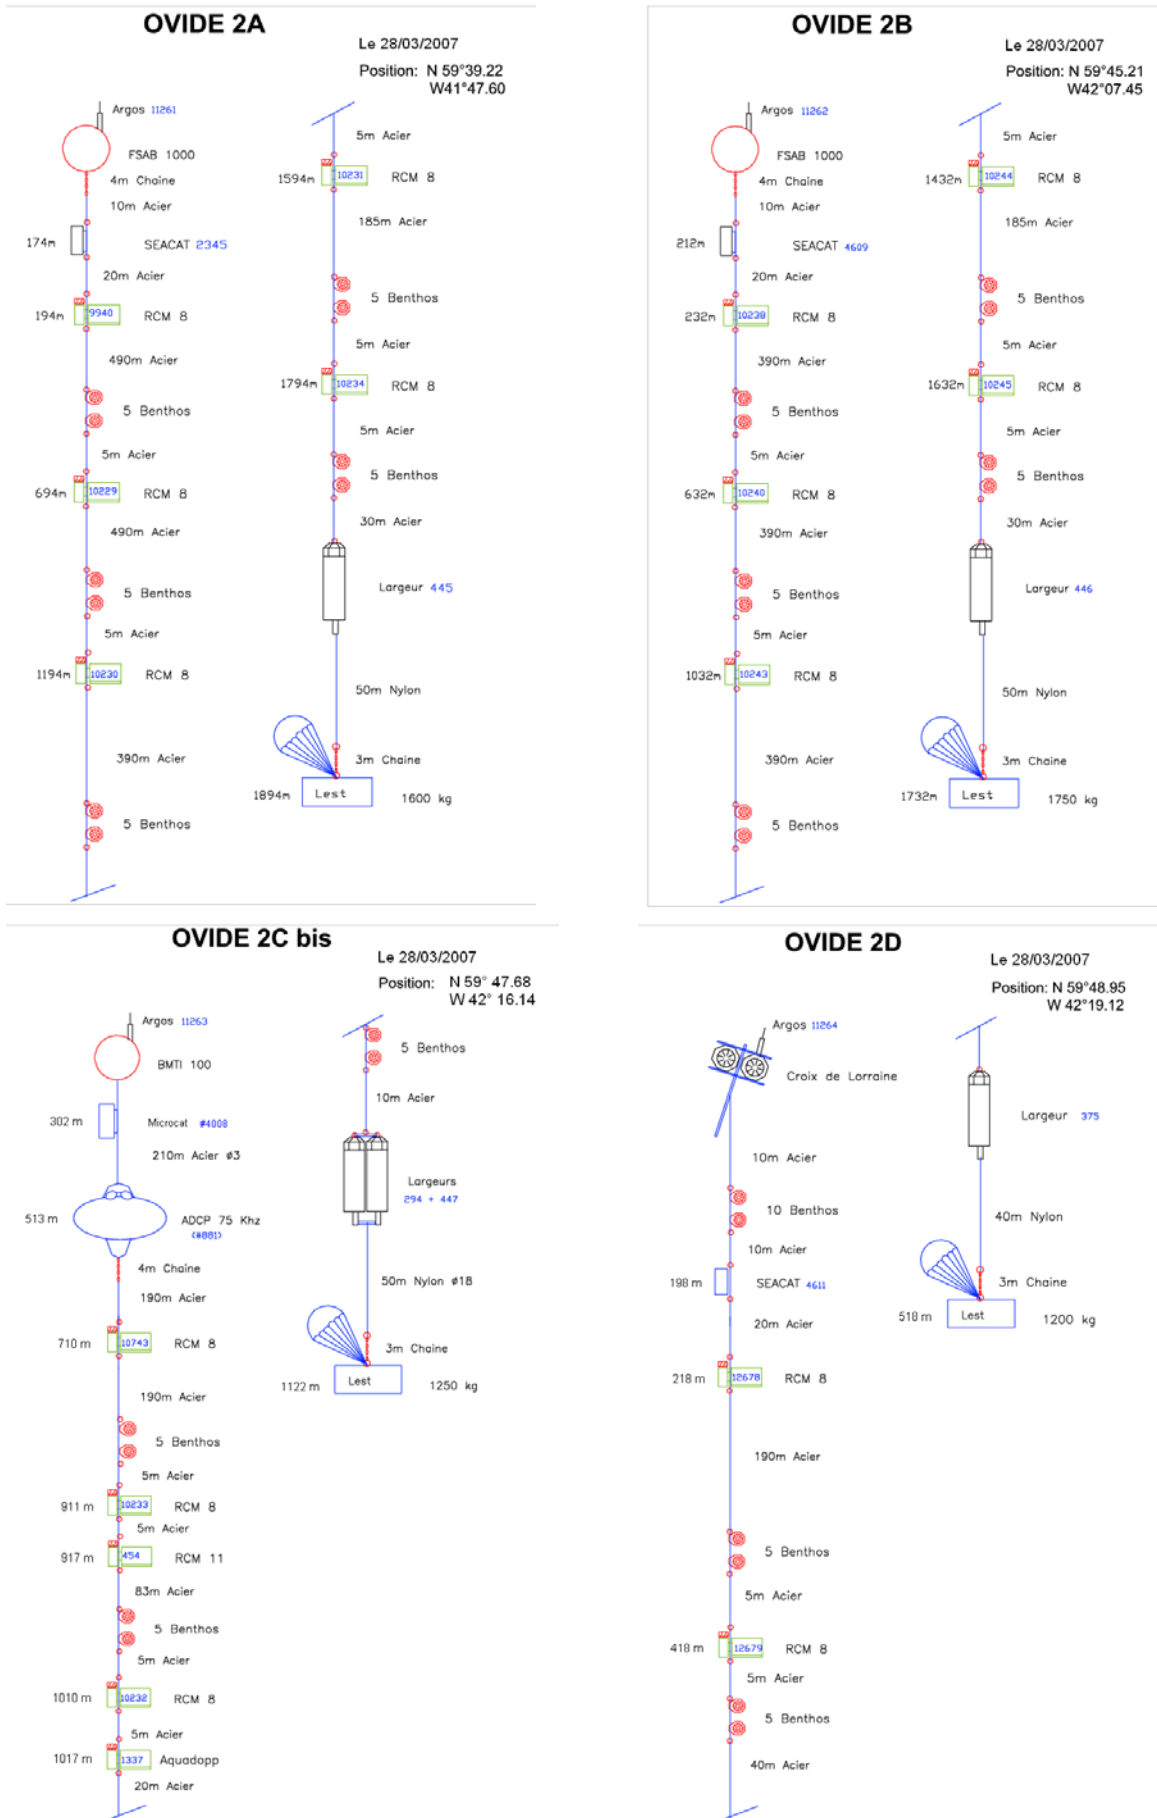 OVIDE 2A
Le 28/03/2007
Position: N 59°39.22
W41°47.60
Argos 11261
FSAB 1000
4m Chaine
10m Acier
174m
SEACAT 2345
20m Acier
194m
9940
RCM 8
490m Acier
5 Benthos
5m Acier
694m
10229
RCM 8
490m Acier
5 Benthos
5m Acier
1194m
10230
RCM 8
390m Acier
5 Benthos
5m Acier
1594m
10231
RCM 8
185m Acier
5 Benthos
5m Acier
1794m
10234
RCM 8
5m Acier
5 Benthos
30m Acier
Largeur 445
50m Nylon
3m Chaine
1894m
Lest
1600 kg
OVIDE 2B
Le 28/03/2007
Position: N 59°45.21
W42°07.45
Argos 11262
FSAB 1000
4m Chaine
10m Acier
212m
SEACAT 4609
20m Acier
232m
10238
RCM 8
390m Acier
5 Benthos
5m Acier
632m
10240
RCM 8
390m Acier
5 Benthos
5m Acier
1032m
10243
RCM 8
390m Acier
5 Benthos
5m Acier
1432m
10244
RCM 8
185m Acier
5 Benthos
5m Acier
1632m
10245
RCM 8
5m Acier
5 Benthos
30m Acier
Largeur 446
50m Nylon
3m Chaine
1732m
Lest
1750 kg
OVIDE 2C bis
Le 28/03/2007
Position: N 59° 47.68
W 42° 16.14
Argos 11263
BMTI 100
302 m
Microcat #4008
210m Acier ø3
513 m
ADCP 75 Khz
(#881)
4m Chaine
190m Acier
710 m
10743
RCM 8
190m Acier
5 Benthos
5m Acier
911 m
10233
RCM 8
5m Acier
917 m
454
RCM 11
83m Acier
5 Benthos
5m Acier
1010 m
10232
RCM 8
5m Acier
1017 m
1337
Aquadopp
20m Acier
5 Benthos
10m Acier
Largeurs
294 + 447
50m Nylon ø18
3m Chaine
1122 m
Lest
1250 kg
OVIDE 2D
Le 28/03/2007
Position: N 59°48.95
W 42°19.12
Argos 11264
Croix de Lorraine
10m Acier
10 Benthos
10m Acier
198 m
SEACAT 4611
20m Acier
218 m
12678
RCM 8
190m Acier
5 Benthos
5m Acier
418 m
12679
RCM 8
5m Acier
5 Benthos
40m Acier
Largeur 375
40m Nylon
3m Chaine
518 m
Lest
1200 kg